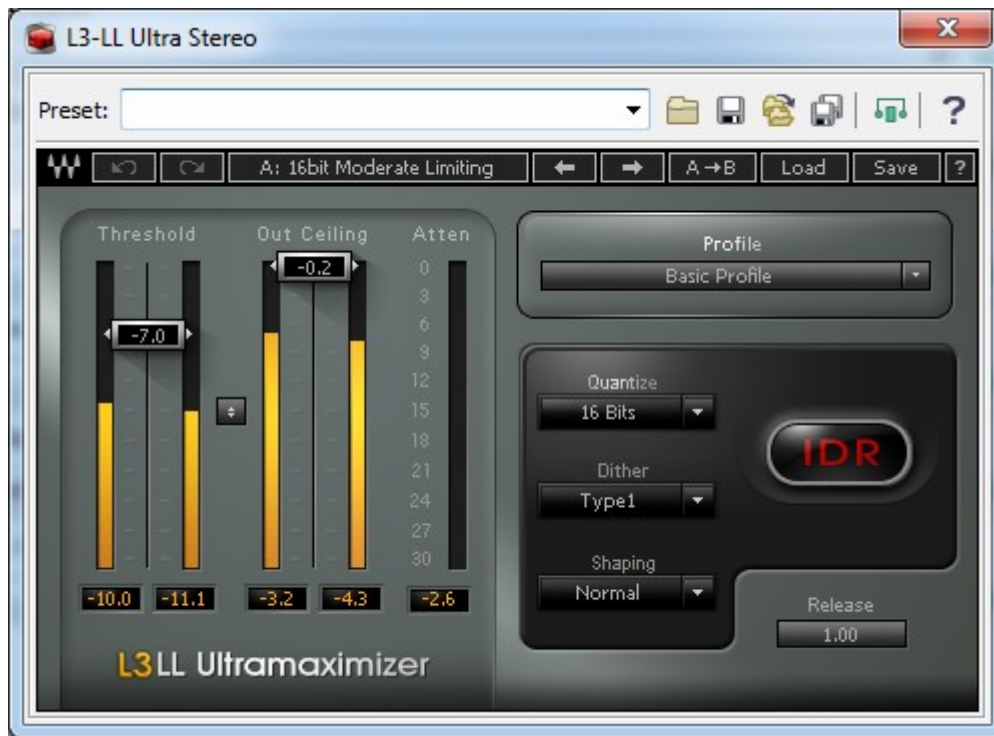 L3-LL Ultra Stereo
Preset:
?
A: 16bit Moderate Limiting
A→B
Load
Save
?
Threshold
Out Ceiling
Atten
-7.0
-0.2
0
3
6
9
12
15
18
21
24
27
30
-10.0
-11.1
-3.2
-4.3
-2.6
L3LL Ultramaximizer
Profile
Basic Profile
Quantize
16 Bits
Dither
Type1
Shaping
Normal
IDR
Release
1.00